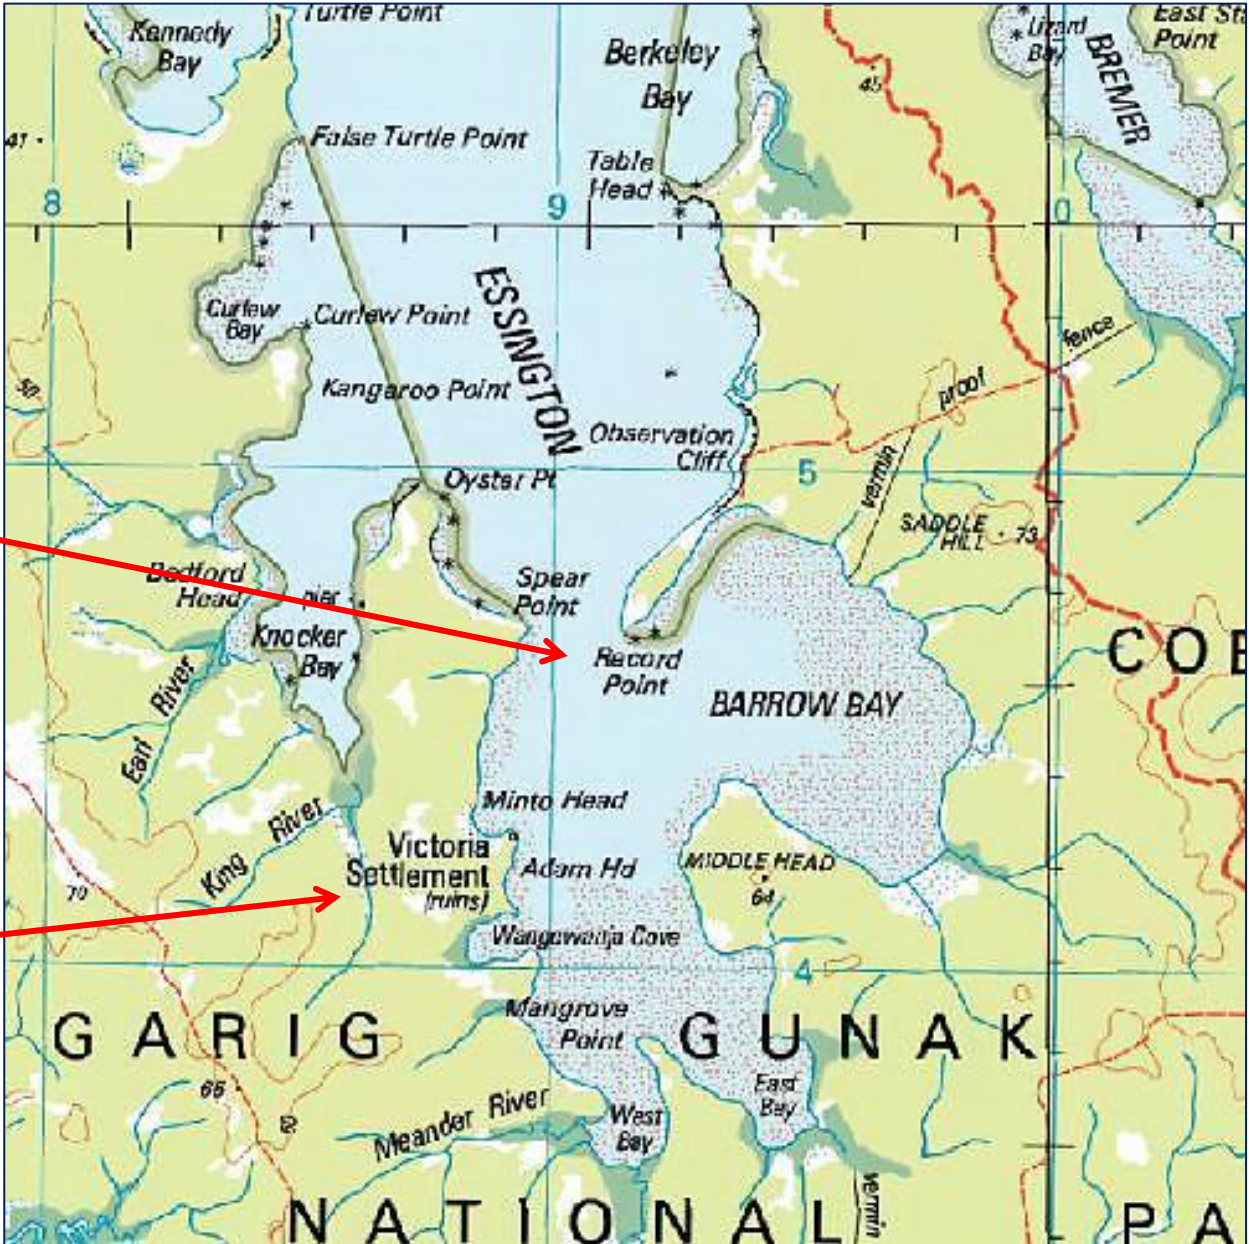 Turtle Point
Kennedy
Bay
Berkeley
Bay
Lizard
Bay
BREMER
East St
Point
45
41
False Turtle Point
Table
Head
8
9
0
ESSINGTON
Curlew
Bay
Curlew Point
Kangaroo Point
50
fence
proof
vermin
Observation
Cliff
5
Oyster Pt
SADDLE
HILL
73
Bedford
Head
pier
Spear
Point
Knocker
Bay
Record
Point
BARROW BAY
COB
Earl River
King River
Minto Head
Victoria
Settlement
(ruins)
Adam Hd
MIDDLE HEAD
64
70
Wangowanja Cove
4
Mangrove
Point
GARIG GUNAK
65
East
Bay
West
Bay
Meander River
vermin
NATIONAL PA